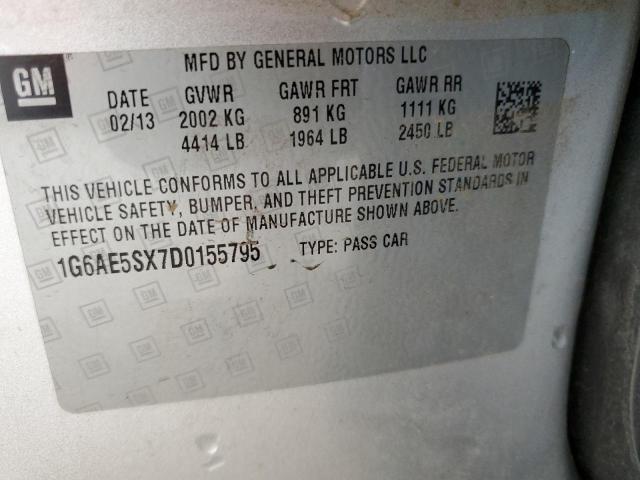 GM
MFD BY GENERAL MOTORS LLC
DATE GVWR GAWR FRT GAWR RR
02/13 2002 KG 891 KG 1111 KG
4414 LB 1964 LB 2450 LB
THIS VEHICLE CONFORMS TO ALL APPLICABLE U.S. FEDERAL MOTOR
VEHICLE SAFETY, BUMPER, AND THEFT PREVENTION STANDARDS IN
EFFECT ON THE DATE OF MANUFACTURE SHOWN ABOVE.
1G6AE5SX7D0155795 TYPE: PASS CAR